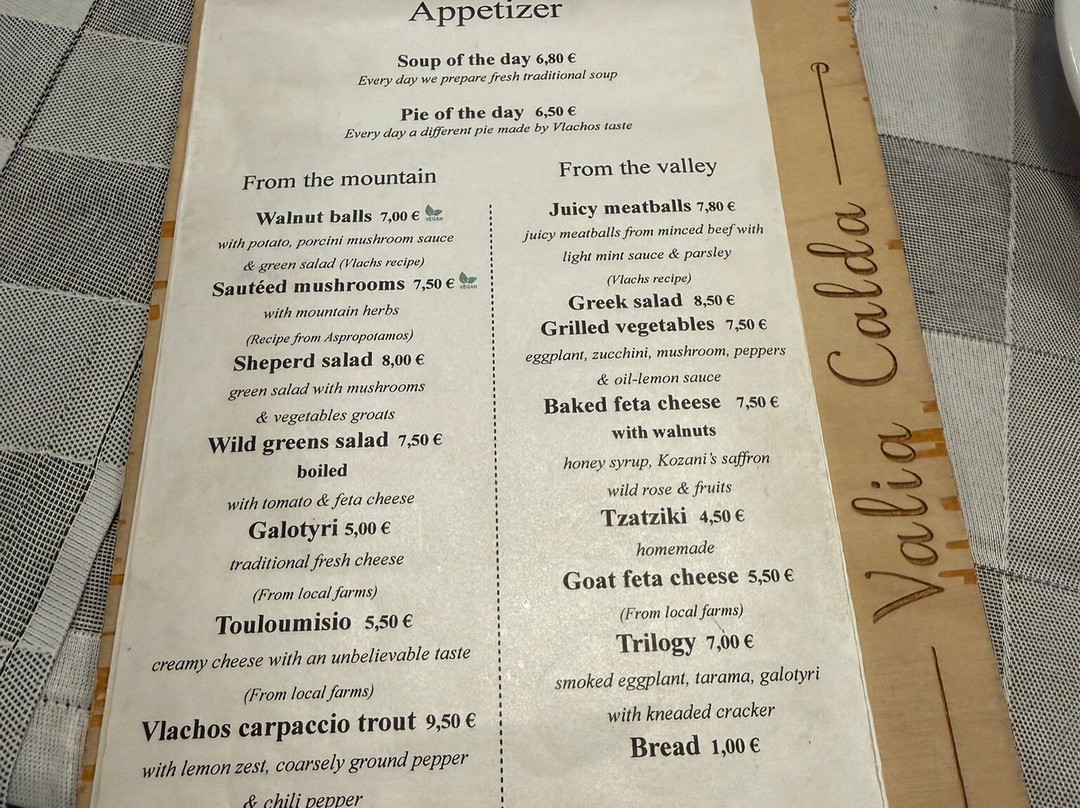 Appetizer
Soup of the day 6,80 €
Every day we prepare fresh traditional soup
Pie of the day 6,50 €
Every day a different pie made by Vlachos taste
From the mountain
Walnut balls 7,00 € VEGAN
with potato, porcini mushroom sauce
& green salad (Vlachs recipe)
Sautéed mushrooms 7,50 € VEGAN
with mountain herbs
(Recipe from Aspropotamos)
Sheperd salad 8,00 €
green salad with mushrooms
& vegetables groats
Wild greens salad 7,50 €
boiled
with tomato & feta cheese
Galotyri 5,00 €
traditional fresh cheese
(From local farms)
Touloumisio 5,50 €
creamy cheese with an unbelievable taste
(From local farms)
Vlachos carpaccio trout 9,50 €
with lemon zest, coarsely ground pepper
& chili pepper
From the valley
Juicy meatballs 7,80 €
juicy meatballs from minced beef with
light mint sauce & parsley
(Vlachs recipe)
Greek salad 8,50 €
Grilled vegetables 7,50 €
eggplant, zucchini, mushroom, peppers
& oil-lemon sauce
Baked feta cheese 7,50 €
with walnuts
honey syrup, Kozani's saffron
wild rose & fruits
Tzatziki 4,50 €
homemade
Goat feta cheese 5,50 €
(From local farms)
Trilogy 7,00 €
smoked eggplant, tarama, galotyri
with kneaded cracker
Bread 1,00 €
Valia Calda